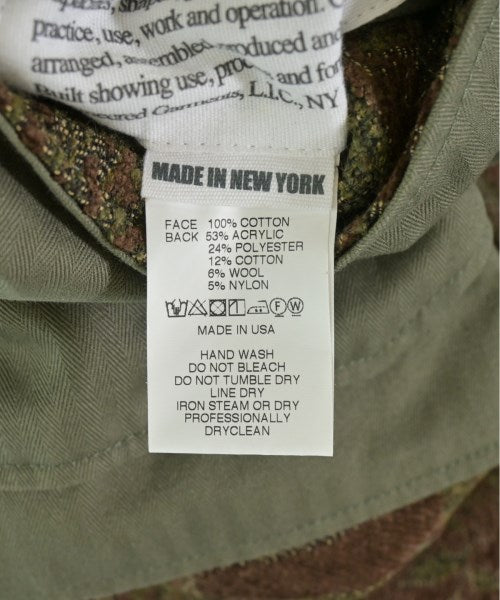 practice, use, work and operation.
arranged, assembled, produced and
Built showing use, and for
Garments, LLC., NY
MADE IN NEW YORK
FACE 100% COTTON
BACK 53% ACRYLIC
24% POLYESTER
12% COTTON
6% WOOL
5% NYLON
F W
MADE IN USA
HAND WASH
DO NOT BLEACH
DO NOT TUMBLE DRY
LINE DRY
IRON STEAM OR DRY
PROFESSIONALLY
DRYCLEAN